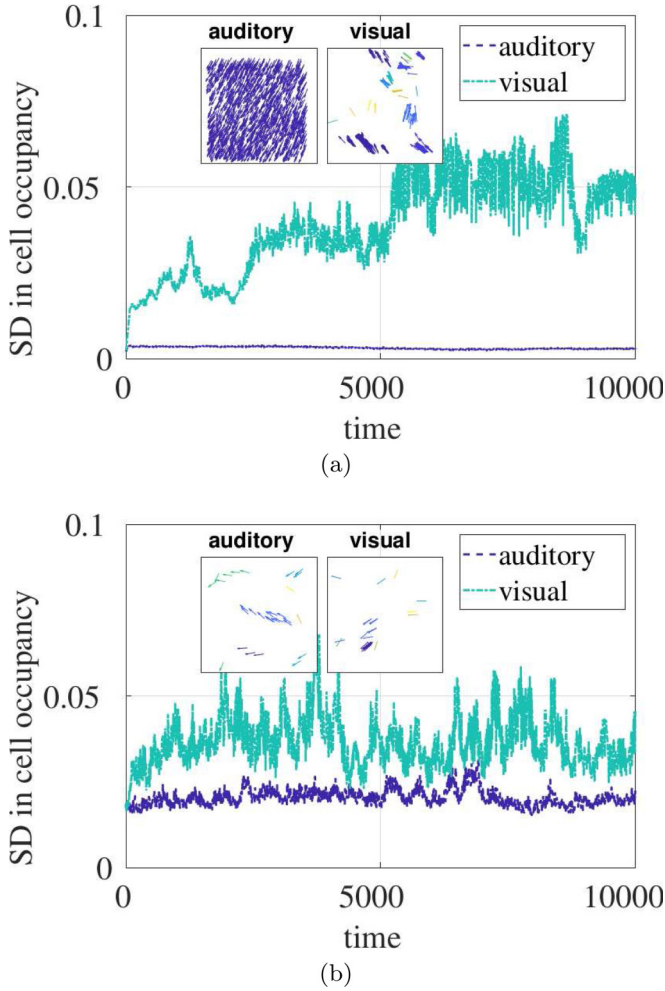 0.1
auditory visual
auditory
visual
SD in cell occupancy
0.05
0
0 5000 10000
time
(a)
0.1
auditory visual
auditory
visual
SD in cell occupancy
0.05
0
0 5000 10000
time
(b)